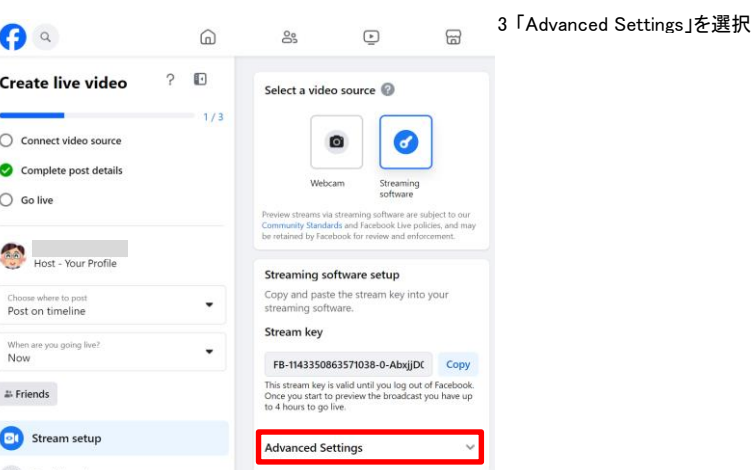 3 「Advanced Settings」を選択
Create live video
1 / 3
Connect video source
Complete post details
Go live
Host - Your Profile
Choose where to post
Post on timeline
When are you going live?
Now
Friends
Stream setup
Select a video source
Webcam
Streaming
software
Preview streams via streaming software are subject to our
Community Standards and Facebook Live policies, and may
be retained by Facebook for review and enforcement.
Streaming software setup
Copy and paste the stream key into your
streaming software.
Stream key
FB-1143350863571038-0-AbxjjD
Copy
This stream key is valid until you log out of Facebook.
Once you start to preview the broadcast you have up
to 4 hours to go live.
Advanced Settings